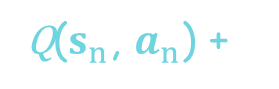 Q(sₙ, aₙ) +